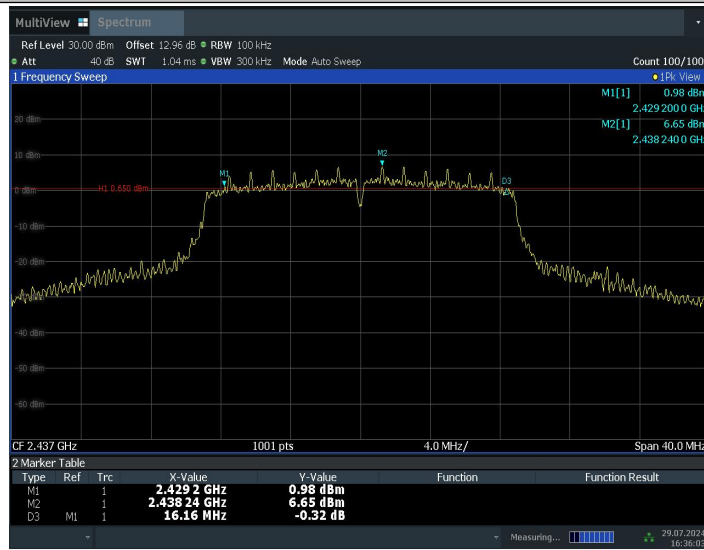 MultiView Spectrum
Ref Level 30.00 dBm Offset 12.96 dB RBW 100 kHz
Att 40 dB SWT 1.04 ms VBW 300 kHz Mode Auto Sweep Count 100/100
1 Frequency Sweep 1Pk View
M1[1] 0.98 dBm
2.429 200 0 GHz
20 dBm
M2[1] 6.65 dBm
2.438 240 0 GHz
10 dBm
M2
M1
D3
0 dBm
H1 0.650 dBm
-10 dBm
-20 dBm
-40 dBm
-50 dBm
-60 dBm
CF 2.437 GHz 1001 pts 4.0 MHz/ Span 40.0 MHz
2 Marker Table
Type Ref Trc X-Value Y-Value Function Function Result
M1 1 2.429 2 GHz 0.98 dBm
M2 1 2.438 24 GHz 6.65 dBm
D3 M1 1 16.16 MHz -0.32 dB
Measuring... 29.07.2024
16:36:03